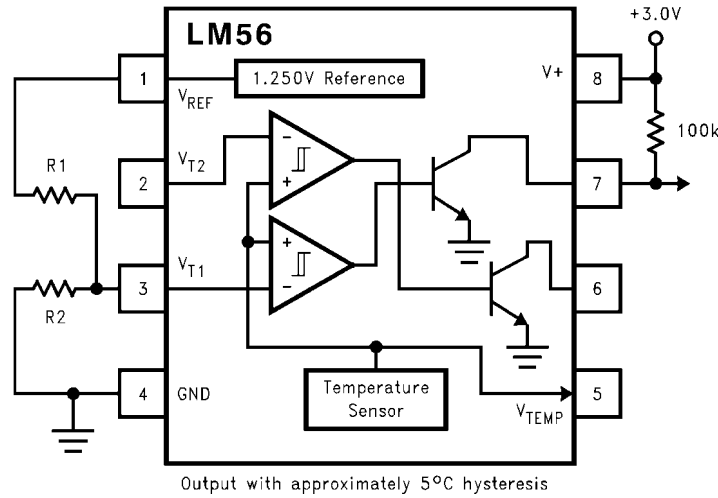 +3.0V
LM56
1
1.250V Reference
V+
8
V_REF
100k
R1
2
V_T2
−
+
7
+
−
3
V_T1
6
R2
4
GND
Temperature
Sensor
5
V_TEMP
Output with approximately 5°C hysteresis